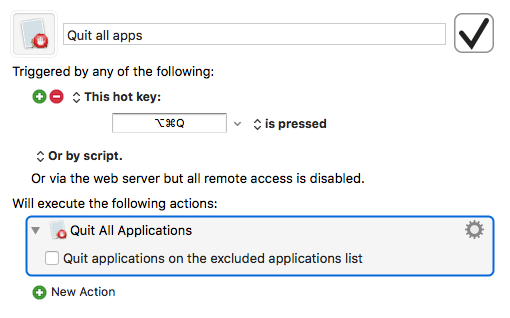 Quit all apps
Triggered by any of the following:
This hot key:
⌥⌘Q
is pressed
Or by script.
Or via the web server but all remote access is disabled.
Will execute the following actions:
Quit All Applications
Quit applications on the excluded applications list
New Action